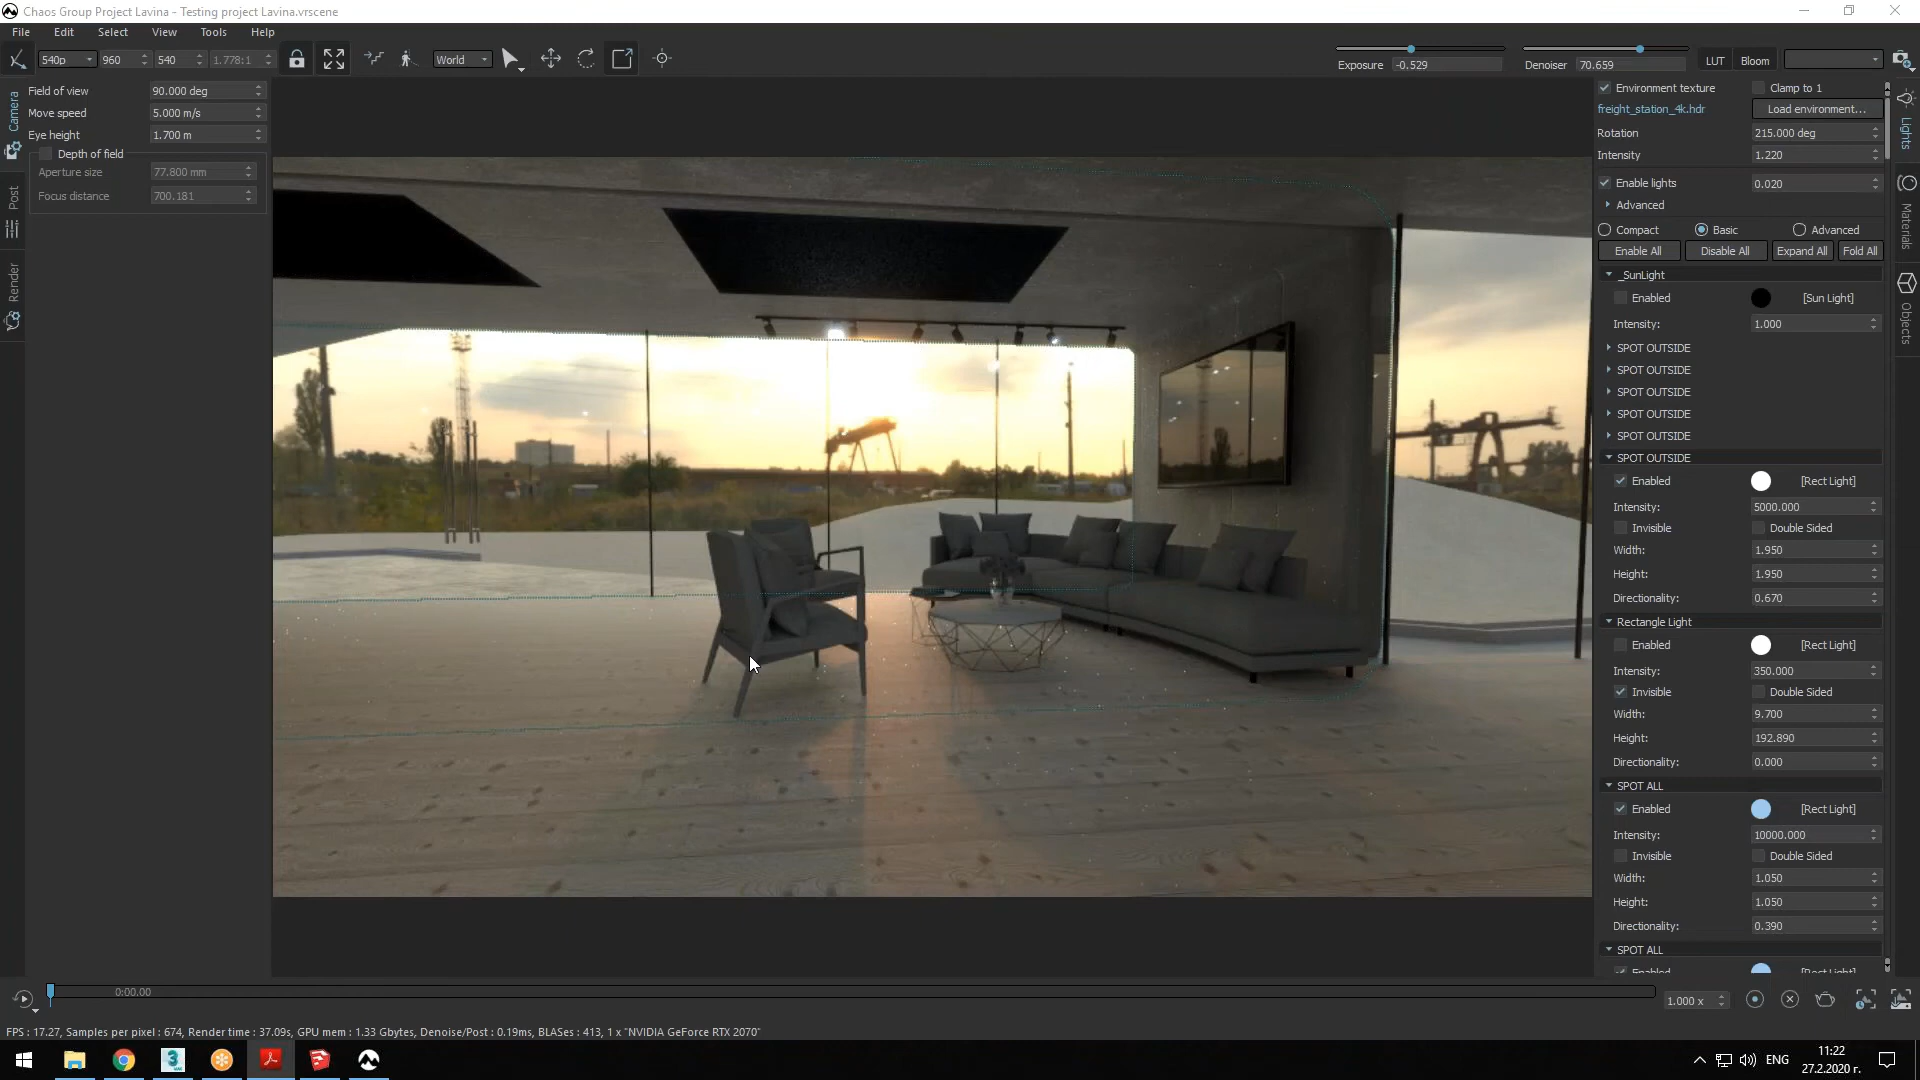 Chaos Group Project Lavina - Testing project Lavina.vrscene
File Edit Select View Tools Help
540p 960 540 1.778:1 World
Exposure -0.529 Denoiser 70.659 LUT Bloom
Camera
Post
Render
Field of view 90.000 deg
Move speed 5.000 m/s
Eye height 1.700 m
Depth of field
Aperture size 77.800 mm
Focus distance 700.181
Environment texture Clamp to 1
freight_station_4k.hdr Load environment...
Rotation 215.000 deg
Intensity 1.220
Enable lights 0.020
Advanced
Compact Basic Advanced
Enable All Disable All Expand All Fold All
_SunLight
Enabled [Sun Light]
Intensity: 1.000
SPOT OUTSIDE
SPOT OUTSIDE
SPOT OUTSIDE
SPOT OUTSIDE
SPOT OUTSIDE
SPOT OUTSIDE
Enabled [Rect Light]
Intensity: 5000.000
Invisible Double Sided
Width: 1.950
Height: 1.950
Directionality: 0.670
Rectangle Light
Enabled [Rect Light]
Intensity: 350.000
Invisible Double Sided
Width: 9.700
Height: 192.890
Directionality: 0.000
SPOT ALL
Enabled [Rect Light]
Intensity: 10000.000
Invisible Double Sided
Width: 1.050
Height: 1.050
Directionality: 0.390
SPOT ALL
Enabled [Rect Light]
Lights
Materials
Objects
0:00.00 1.000 x
FPS : 17.27, Samples per pixel : 674, Render time : 37.09s, GPU mem : 1.33 Gbytes, Denoise/Post : 0.19ms, BLASes : 413, 1 x "NVIDIA GeForce RTX 2070"
ENG 11:22
27.2.2020 г.